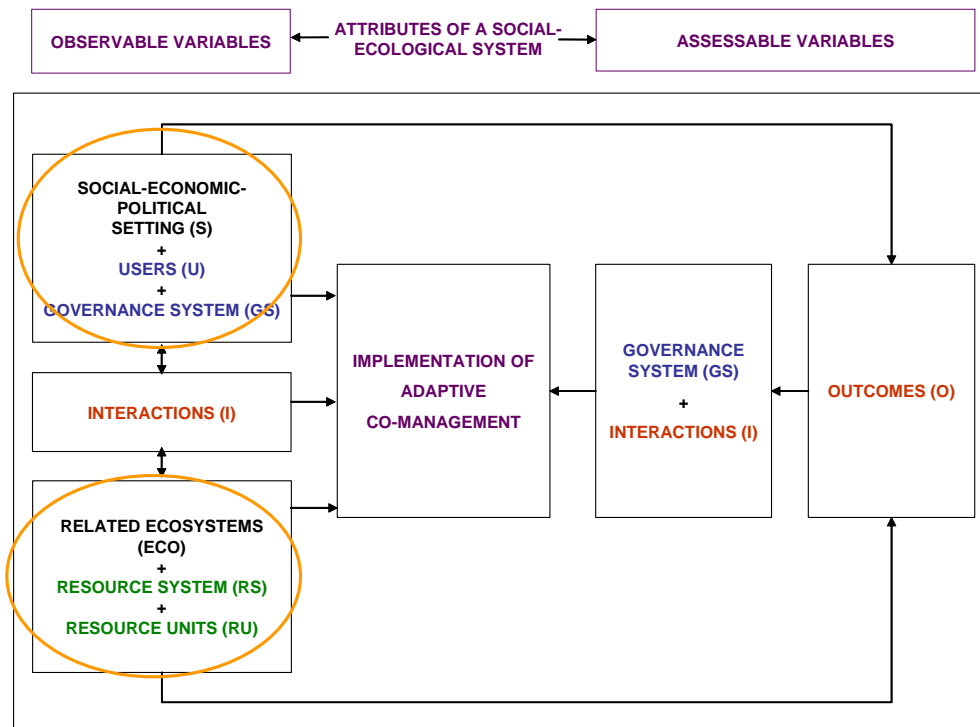 OBSERVABLE VARIABLES
ATTRIBUTES OF A SOCIAL-
ECOLOGICAL SYSTEM
ASSESSABLE VARIABLES
SOCIAL-ECONOMIC-
POLITICAL
SETTING (S)
+
USERS (U)
+
GOVERNANCE SYSTEM (GS)
INTERACTIONS (I)
RELATED ECOSYSTEMS
(ECO)
+
RESOURCE SYSTEM (RS)
+
RESOURCE UNITS (RU)
IMPLEMENTATION OF
ADAPTIVE
CO-MANAGEMENT
GOVERNANCE
SYSTEM (GS)
+
INTERACTIONS (I)
OUTCOMES (O)